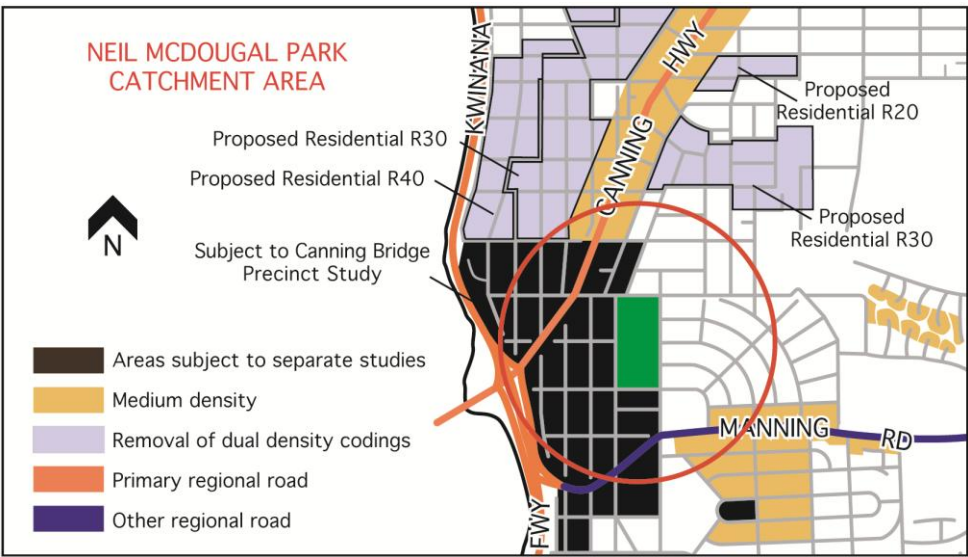 NEIL MCDOUGAL PARK
CATCHMENT AREA
KWINANA
CANNING
HWY
Proposed
Residential R20
Proposed Residential R30
Proposed Residential R40
Proposed
Residential R30
N
Subject to Canning Bridge
Precinct Study
Areas subject to separate studies
Medium density
Removal of dual density codings
Primary regional road
Other regional road
MANNING
RD
FWY